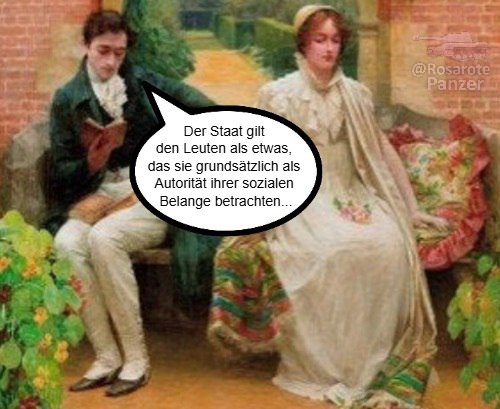 @Rosarote
Panzer
Der Staat gilt
den Leuten als etwas,
das sie grundsätzlich als
Autorität ihrer sozialen
Belange betrachten...